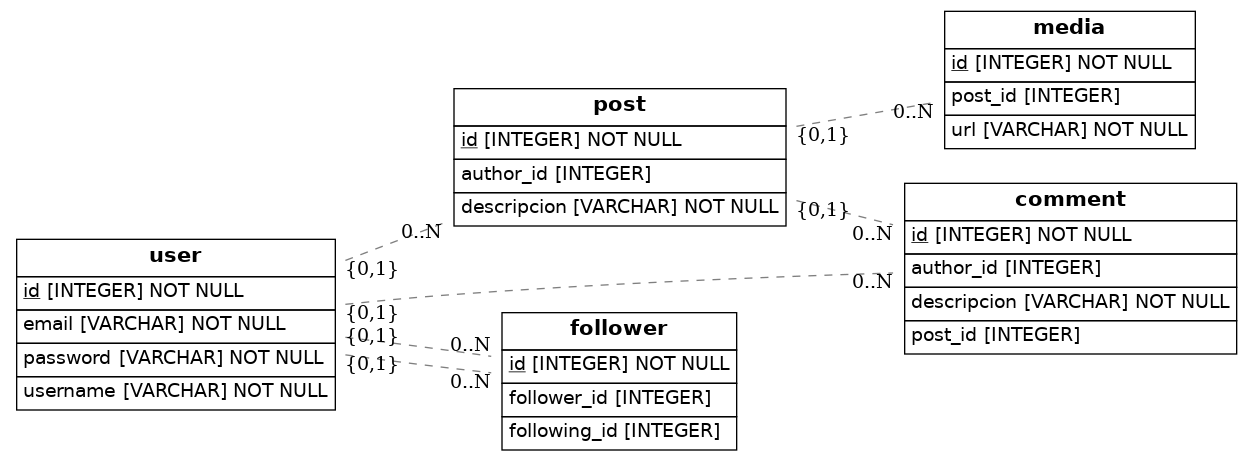 media
id [INTEGER] NOT NULL
post_id [INTEGER]
url [VARCHAR] NOT NULL
post
id [INTEGER] NOT NULL
author_id [INTEGER]
descripcion [VARCHAR] NOT NULL
0..N
{0,1}
comment
id [INTEGER] NOT NULL
author_id [INTEGER]
descripcion [VARCHAR] NOT NULL
post_id [INTEGER]
{0,1}
0..N
0..N
{0,1}
0..N
user
id [INTEGER] NOT NULL
email [VARCHAR] NOT NULL
password [VARCHAR] NOT NULL
username [VARCHAR] NOT NULL
{0,1}
{0,1}
{0,1}
0..N
0..N
follower
id [INTEGER] NOT NULL
follower_id [INTEGER]
following_id [INTEGER]